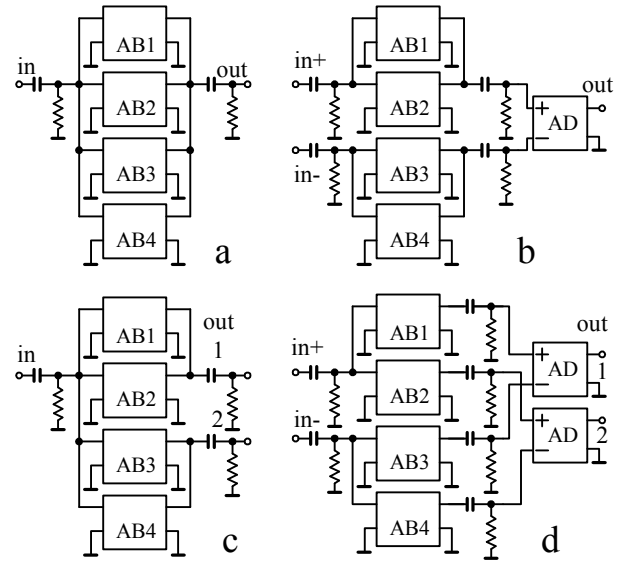 AB1
in
out
AB2
AB3
AB4
a
AB1
in+
out
AB2
+
AD
−
in-
AB3
AB4
b
AB1
out
1
in
AB2
2
AB3
AB4
c
AB1
out
in+
+
AD
1
−
AB2
+
AD
2
−
in-
AB3
AB4
d